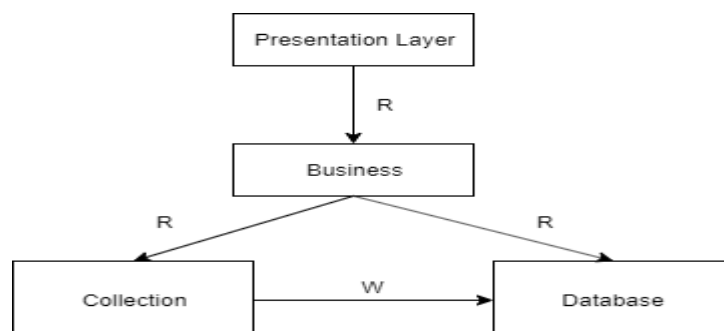 Presentation Layer
R
Business
R
R
Collection
W
Database